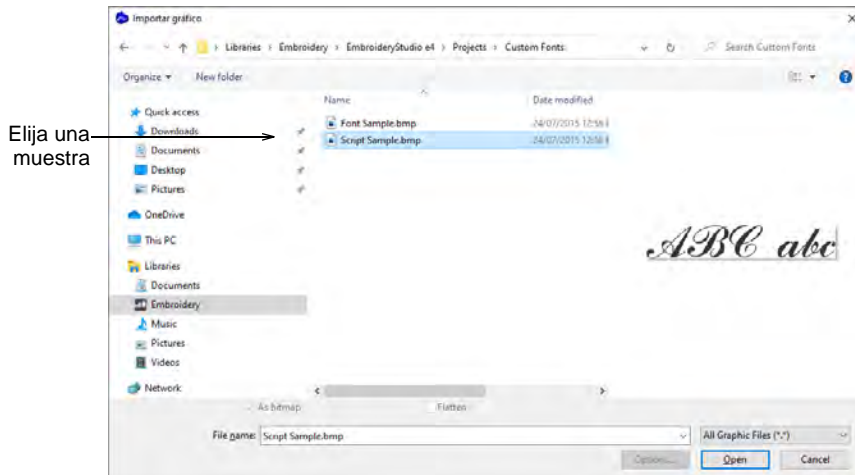 Importar gráfico
Libraries > Embroidery > EmbroideryStudio e4 > Projects > Custom Fonts
Search Custom Fonts
Organize
New folder
Name
Date modified
Elija una
muestra
Quick access
Downloads
Documents
Desktop
Pictures
OneDrive
This PC
Libraries
Documents
Embroidery
Music
Pictures
Videos
Network
Font Sample.bmp 24/07/2015 12:58
Script Sample.bmp 24/07/2015 12:58
ABC abc
As bitmap
Flatten
File name: Script Sample.bmp
All Graphic Files (*.*)
Options...
Open
Cancel